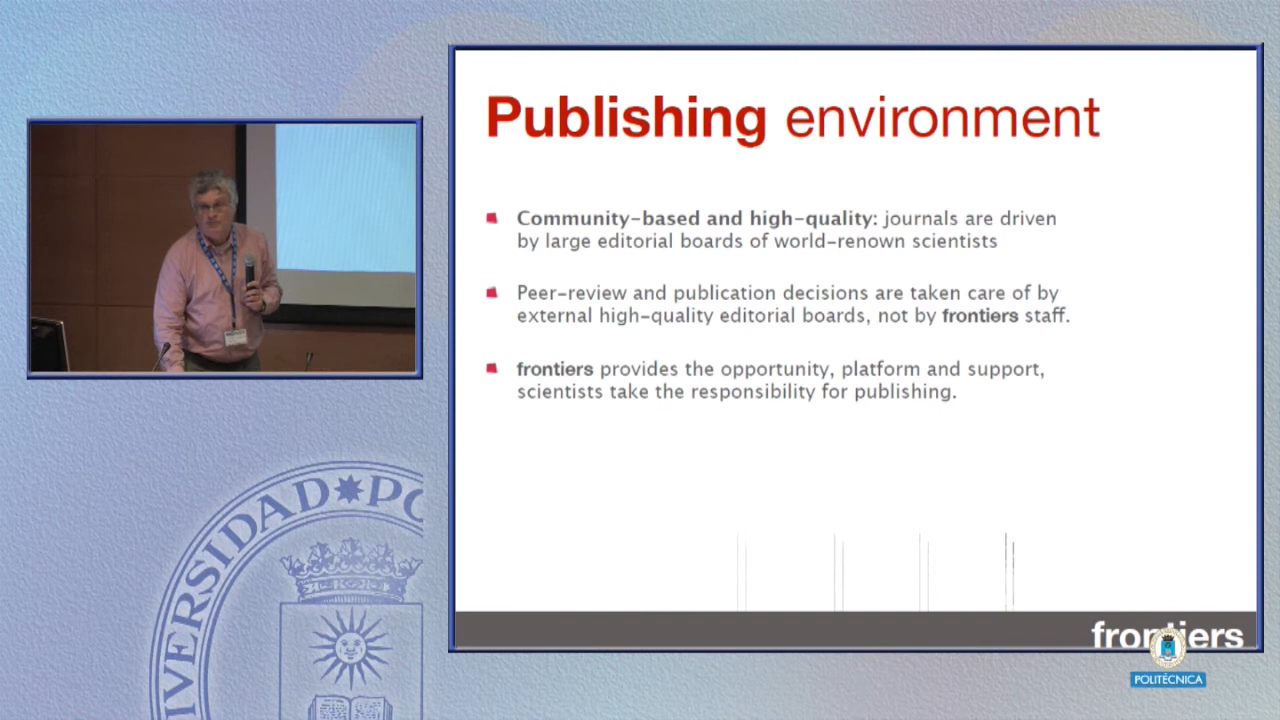 Publishing environment
Community-based and high-quality: journals are driven
by large editorial boards of world-renown scientists
Peer-review and publication decisions are taken care of by
external high-quality editorial boards, not by frontiers staff.
frontiers provides the opportunity, platform and support,
scientists take the responsibility for publishing.
frontiers
POLITÉCNICA
VERSIDAD PO